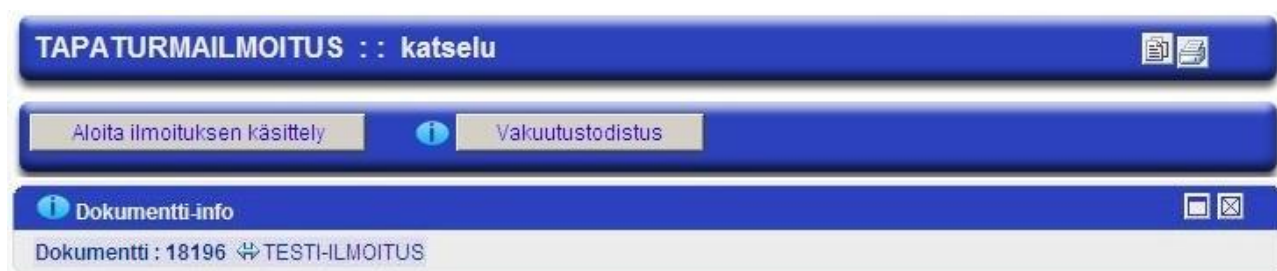 TAPATURMAILMOITUS : : katselu
Aloita ilmoituksen käsittely Vakuutustodistus
Dokumentti-info
Dokumentti : 18196 TESTI-ILMOITUS